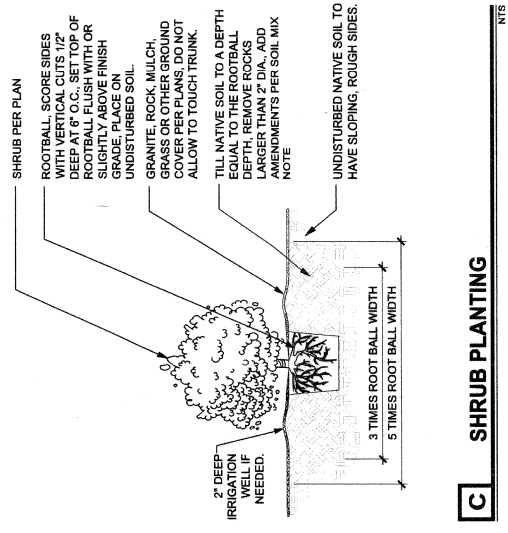 SHRUB PER PLAN
ROOTBALL, SCORE SIDES
WITH VERTICAL CUTS 1/2"
DEEP AT 6" O.C., SET TOP OF
ROOTBALL FLUSH WITH OR
SLIGHTLY ABOVE FINISH
GRADE, PLACE ON
UNDISTURBED SOIL.
GRANITE, ROCK, MULCH,
GRASS OR OTHER GROUND
COVER PER PLANS, DO NOT
ALLOW TO TOUCH TRUNK.
TILL NATIVE SOIL TO A DEPTH
EQUAL TO THE ROOTBALL
DEPTH, REMOVE ROCKS
LARGER THAN 2" DIA., ADD
AMENDMENTS PER SOIL MIX
NOTE
UNDISTURBED NATIVE SOIL TO
HAVE SLOPING, ROUGH SIDES.
2" DEEP
IRRIGATION
WELL IF
NEEDED.
3 TIMES ROOT BALL WIDTH
5 TIMES ROOT BALL WIDTH
C
SHRUB PLANTING
NTS